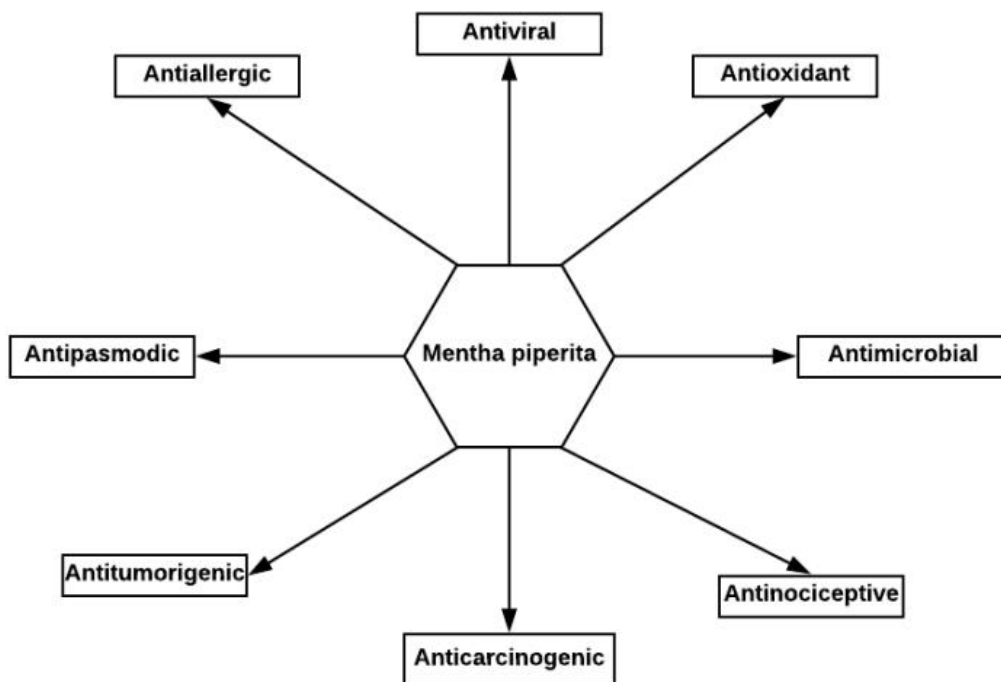 Antiviral
Antiallergic
Antioxidant
Antipasmodic
Mentha piperita
Antimicrobial
Antitumorigenic
Antinociceptive
Anticarcinogenic